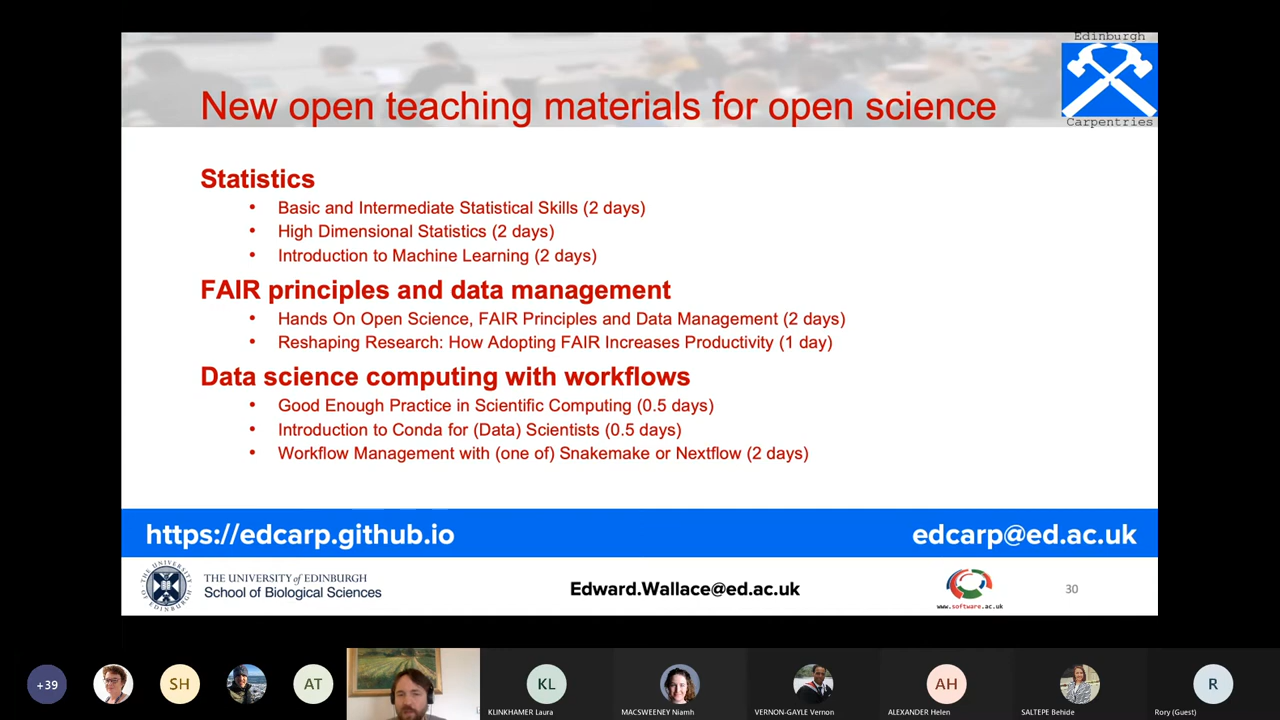 Edinburgh
Carpentries
New open teaching materials for open science
Statistics
• Basic and Intermediate Statistical Skills (2 days)
• High Dimensional Statistics (2 days)
• Introduction to Machine Learning (2 days)
FAIR principles and data management
• Hands On Open Science, FAIR Principles and Data Management (2 days)
• Reshaping Research: How Adopting FAIR Increases Productivity (1 day)
Data science computing with workflows
• Good Enough Practice in Scientific Computing (0.5 days)
• Introduction to Conda for (Data) Scientists (0.5 days)
• Workflow Management with (one of) Snakemake or Nextflow (2 days)
https://edcarp.github.io
edcarp@ed.ac.uk
THE UNIVERSITY of EDINBURGH
School of Biological Sciences
THE UNIVERSITY OF EDINBURGH
Edward.Wallace@ed.ac.uk
www.software.ac.uk
30
+39
SH
AT
KL
KLINKHAMER Laura
MACSWEENEY Niamh
VERNON-GAYLE Vernon
AH
ALEXANDER Helen
SALTEPE Behide
R
Rory (Guest)